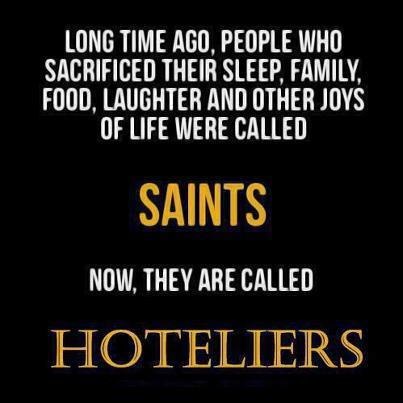 LONG TIME AGO, PEOPLE WHO
SACRIFICED THEIR SLEEP, FAMILY,
FOOD, LAUGHTER AND OTHER JOYS
OF LIFE WERE CALLED
SAINTS
NOW, THEY ARE CALLED
HOTELIERS